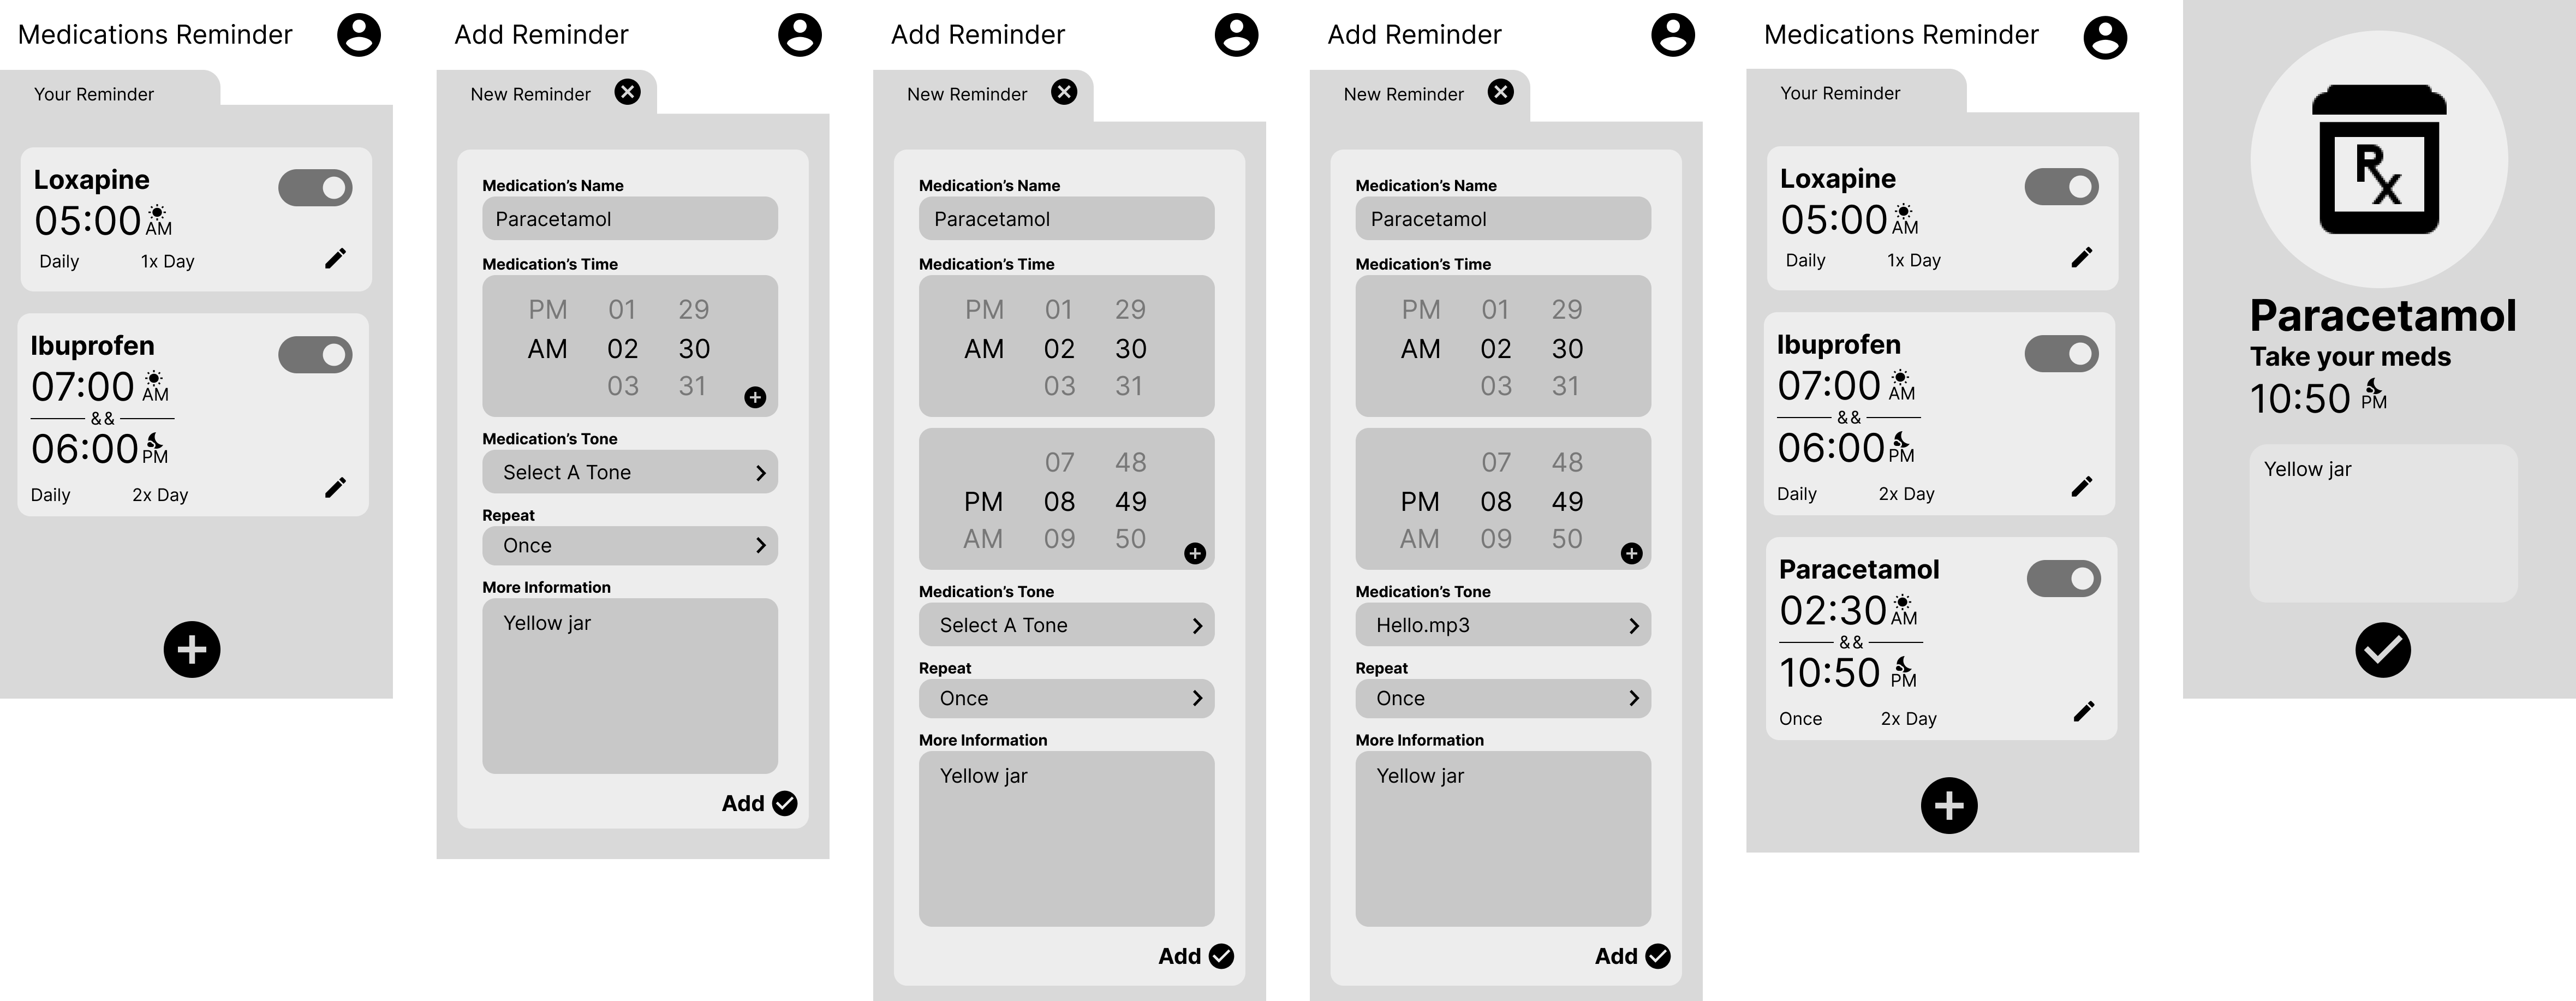 Medications Reminder
Your Reminder
Loxapine
05:00 AM
Daily 1x Day
Ibuprofen
07:00 AM
&&
06:00 PM
Daily 2x Day
Add Reminder
New Reminder
Medication's Name
Paracetamol
Medication's Time
PM 01 29
AM 02 30
03 31
Medication's Tone
Select A Tone
Repeat
Once
More Information
Yellow jar
Add
Add Reminder
New Reminder
Medication's Name
Paracetamol
Medication's Time
PM 01 29
AM 02 30
03 31
07 48
PM 08 49
AM 09 50
Medication's Tone
Select A Tone
Repeat
Once
More Information
Yellow jar
Add
Add Reminder
New Reminder
Medication's Name
Paracetamol
Medication's Time
PM 01 29
AM 02 30
03 31
07 48
PM 08 49
AM 09 50
Medication's Tone
Hello.mp3
Repeat
Once
More Information
Yellow jar
Add
Medications Reminder
Your Reminder
Loxapine
05:00 AM
Daily 1x Day
Ibuprofen
07:00 AM
&&
06:00 PM
Daily 2x Day
Paracetamol
02:30 AM
&&
10:50 PM
Once 2x Day
Rx
Paracetamol
Take your meds
10:50 PM
Yellow jar